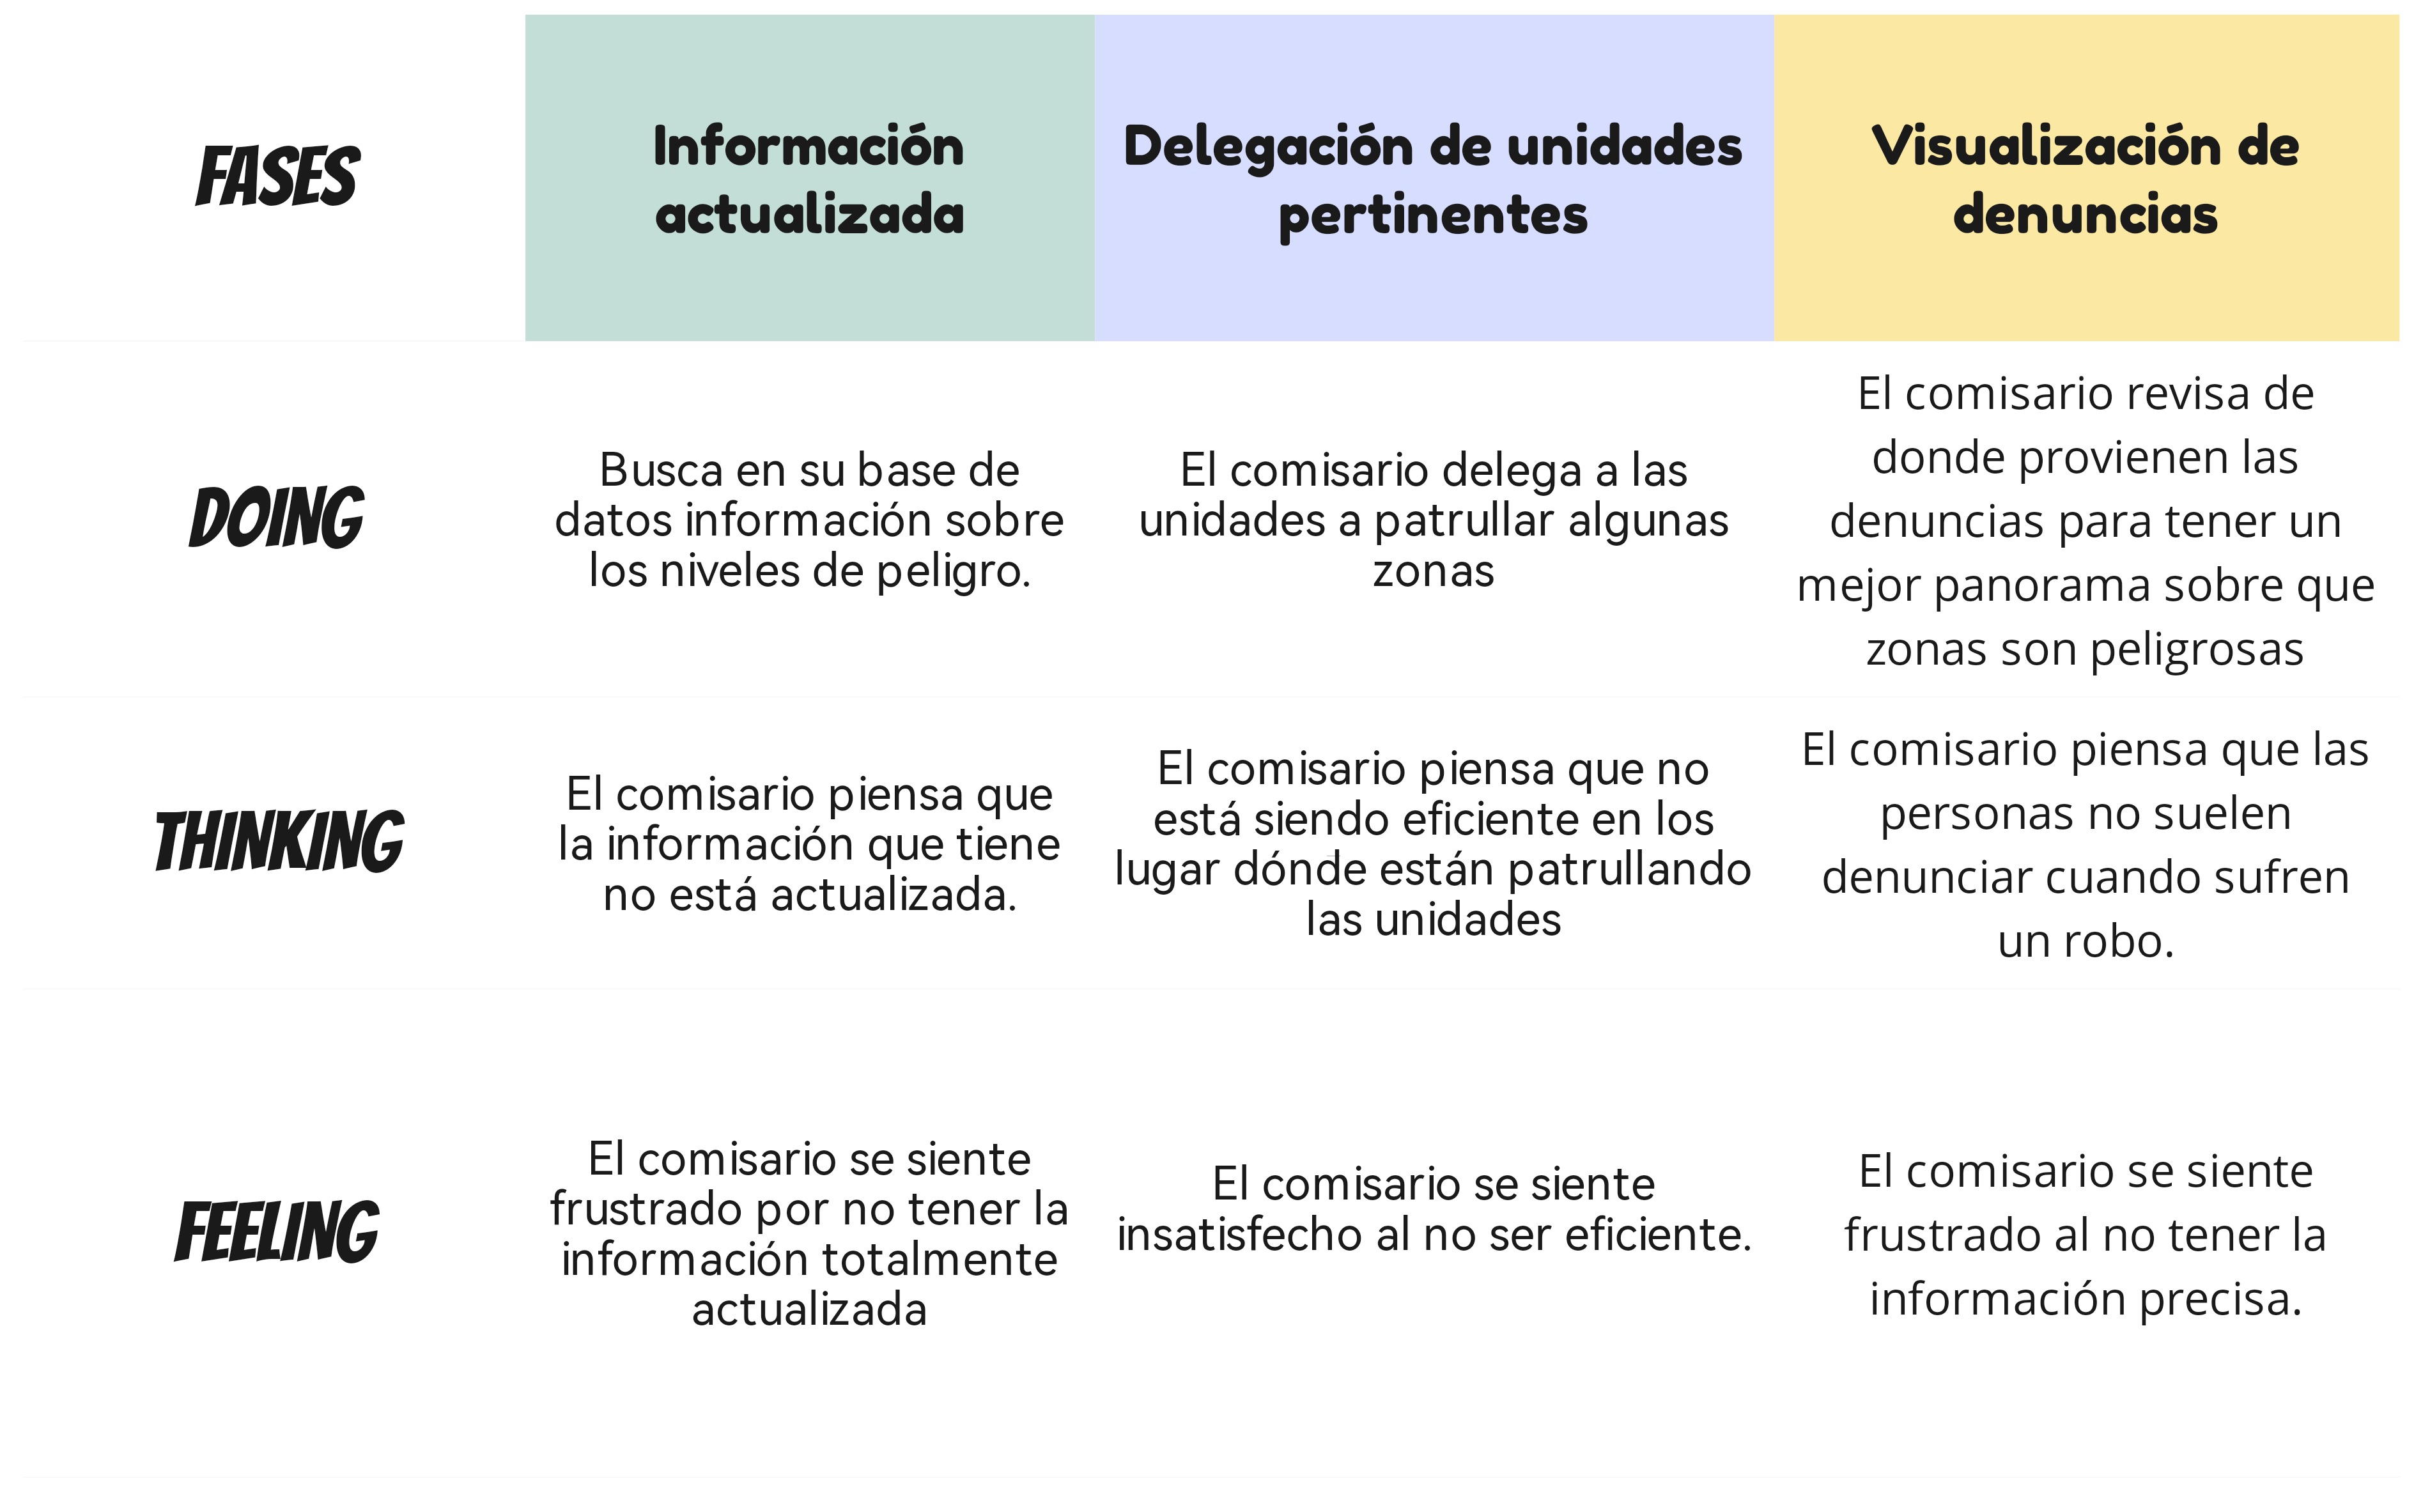 FASES
Información
actualizada
Delegación de unidades
pertinentes
Visualización de
denuncias
DOING
Busca en su base de
datos información sobre
los niveles de peligro.
El comisario delega a las
unidades a patrullar algunas
zonas
El comisario revisa de
donde provienen las
denuncias para tener un
mejor panorama sobre que
zonas son peligrosas
THINKING
El comisario piensa que
la información que tiene
no está actualizada.
El comisario piensa que no
está siendo eficiente en los
lugar dónde están patrullando
las unidades
El comisario piensa que las
personas no suelen
denunciar cuando sufren
un robo.
FEELING
El comisario se siente
frustrado por no tener la
información totalmente
actualizada
El comisario se siente
insatisfecho al no ser eficiente.
El comisario se siente
frustrado al no tener la
información precisa.